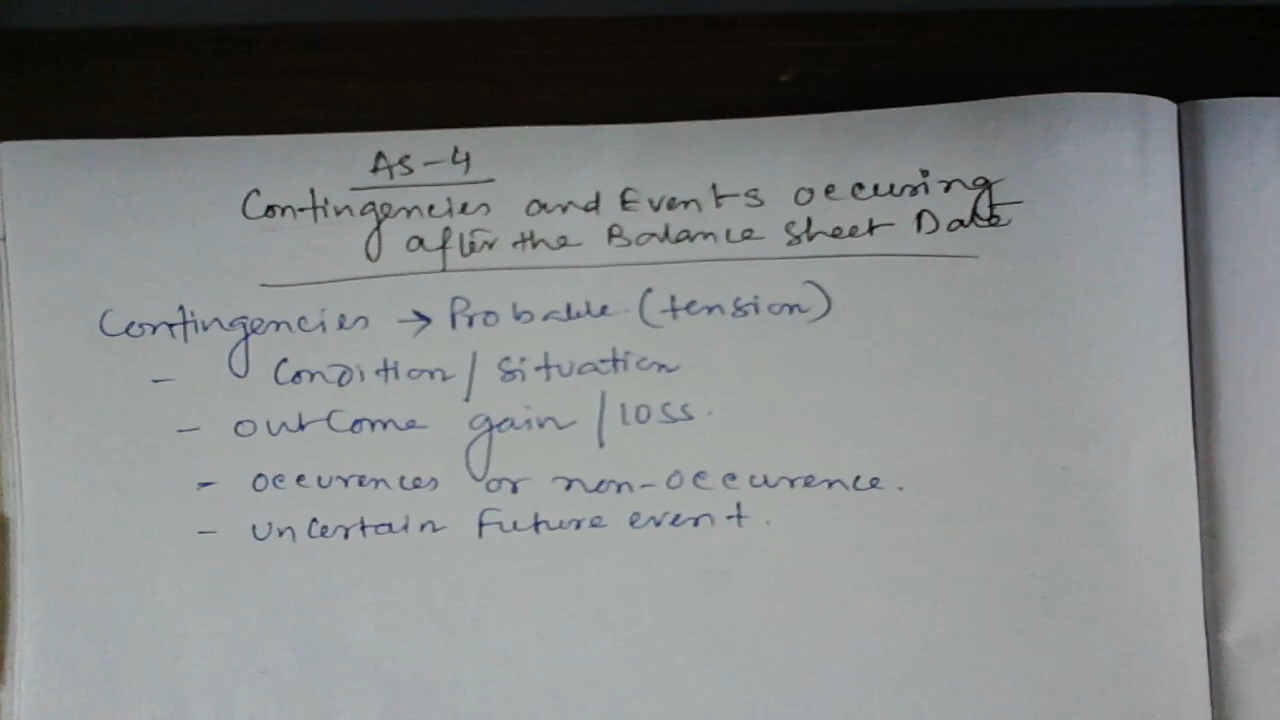 AS-4
Contingencies and Events occuring
after the Balance Sheet Date
Contingencies → Probable (tension)
- Condition / Situation
- outcome gain / loss.
- occurences or non-occurence.
- uncertain future event.